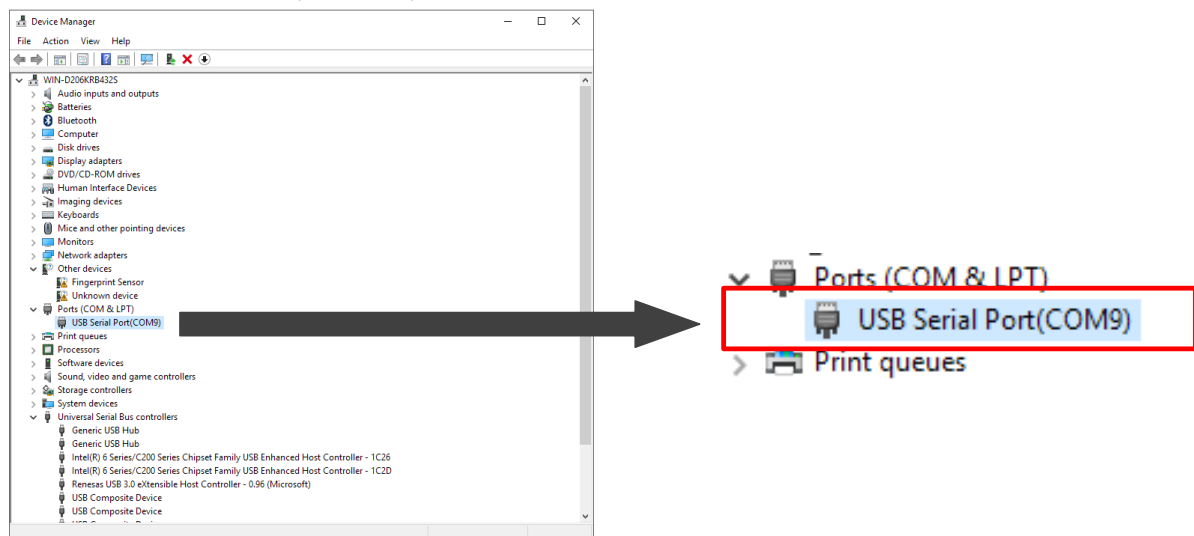 Device Manager
File Action View Help
WIN-D206KRB432S
Audio inputs and outputs
Batteries
Bluetooth
Computer
Disk drives
Display adapters
DVD/CD-ROM drives
Human Interface Devices
Imaging devices
Keyboards
Mice and other pointing devices
Monitors
Network adapters
Other devices
Fingerprint Sensor
Unknown device
Ports (COM & LPT)
USB Serial Port(COM9)
Print queues
Processors
Software devices
Sound, video and game controllers
Storage controllers
System devices
Universal Serial Bus controllers
Generic USB Hub
Generic USB Hub
Intel(R) 6 Series/C200 Series Chipset Family USB Enhanced Host Controller - 1C26
Intel(R) 6 Series/C200 Series Chipset Family USB Enhanced Host Controller - 1C2D
Renesas USB 3.0 eXtensible Host Controller - 0.96 (Microsoft)
USB Composite Device
USB Composite Device
Ports (COM & LPT)
USB Serial Port(COM9)
Print queues